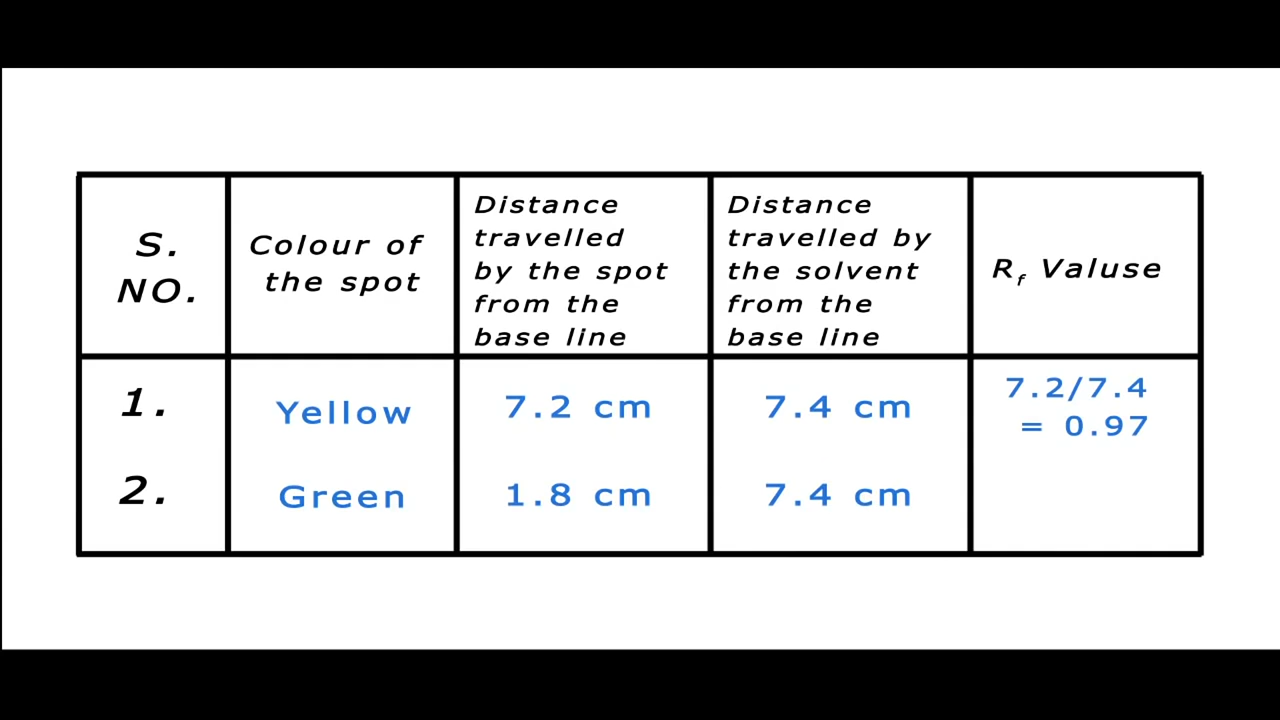 S.
NO.
Colour of
the spot
Distance
travelled
by the spot
from the
base line
Distance
travelled by
the solvent
from the
base line
Rf Valuse
1.
Yellow
7.2 cm
7.4 cm
7.2/7.4
= 0.97
2.
Green
1.8 cm
7.4 cm